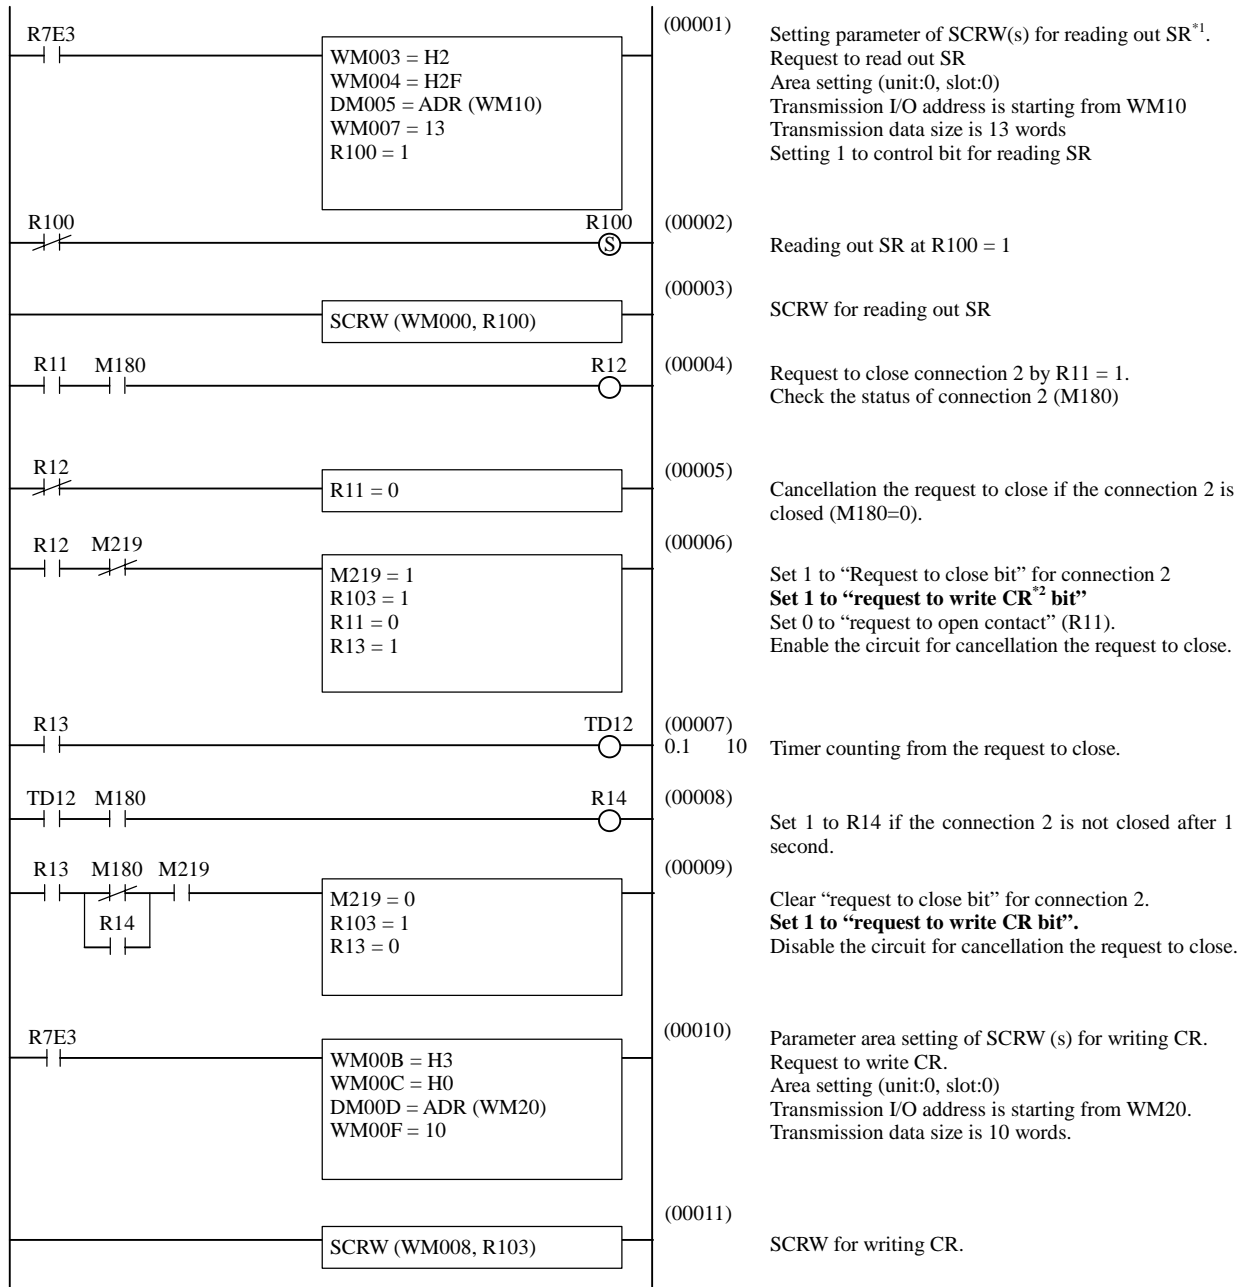 R7E3
(00001)
WM003 = H2
WM004 = H2F
DM005 = ADR (WM10)
WM007 = 13
R100 = 1
Setting parameter of SCRW(s) for reading out SR*1.
Request to read out SR
Area setting (unit:0, slot:0)
Transmission I/O address is starting from WM10
Transmission data size is 13 words
Setting 1 to control bit for reading SR
R100 R100 (00002)
S
Reading out SR at R100 = 1
(00003)
SCRW (WM000, R100)
SCRW for reading out SR
R11 M180 R12 (00004)
Request to close connection 2 by R11 = 1.
Check the status of connection 2 (M180)
R12 (00005)
R11 = 0
Cancellation the request to close if the connection 2 is
closed (M180=0).
R12 M219 (00006)
M219 = 1
R103 = 1
R11 = 0
R13 = 1
Set 1 to “Request to close bit” for connection 2
Set 1 to “request to write CR*2 bit”
Set 0 to “request to open contact” (R11).
Enable the circuit for cancellation the request to close.
R13 TD12 (00007)
0.1 10 Timer counting from the request to close.
TD12 M180 R14 (00008)
Set 1 to R14 if the connection 2 is not closed after 1
second.
R13 M180 M219 (00009)
R14
M219 = 0
R103 = 1
R13 = 0
Clear “request to close bit” for connection 2.
Set 1 to “request to write CR bit”.
Disable the circuit for cancellation the request to close.
R7E3 (00010)
WM00B = H3
WM00C = H0
DM00D = ADR (WM20)
WM00F = 10
Parameter area setting of SCRW (s) for writing CR.
Request to write CR.
Area setting (unit:0, slot:0)
Transmission I/O address is starting from WM20.
Transmission data size is 10 words.
(00011)
SCRW (WM008, R103)
SCRW for writing CR.